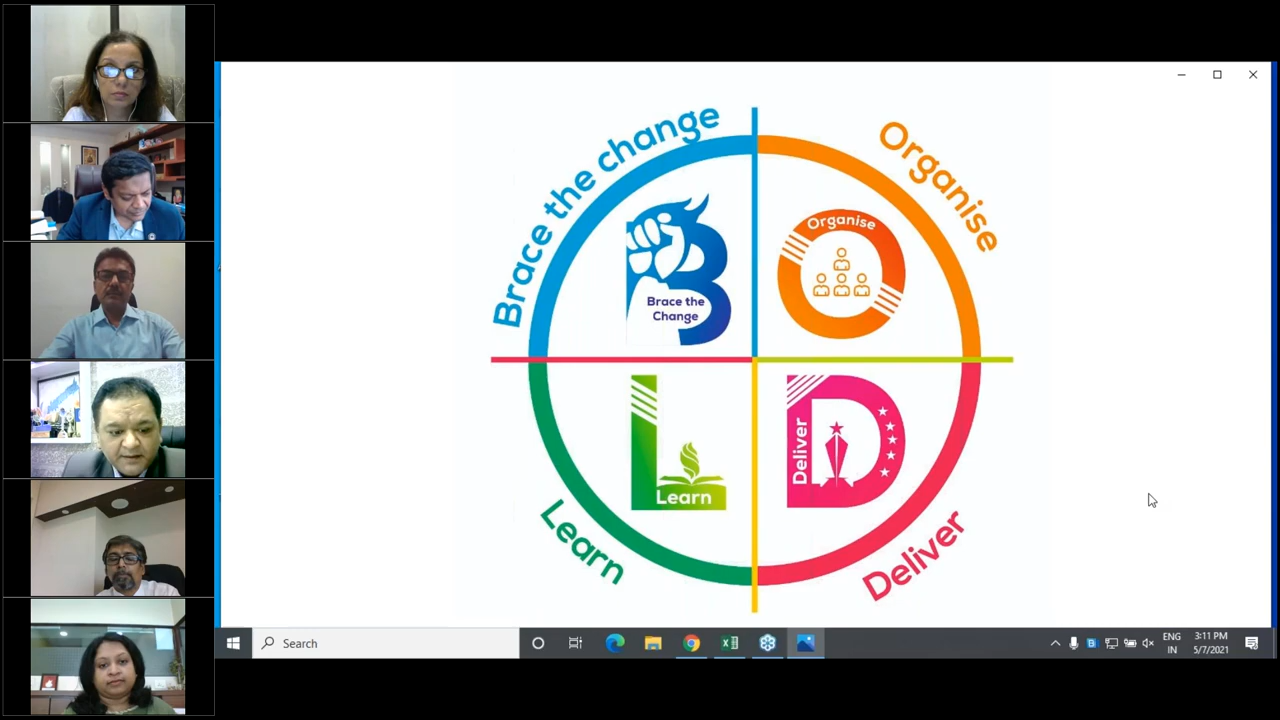 Brace the change
Organise
Brace the
Change
Organise
Learn
Deliver
Learn
Deliver
Search
ENG
IN
3:11 PM
5/7/2021